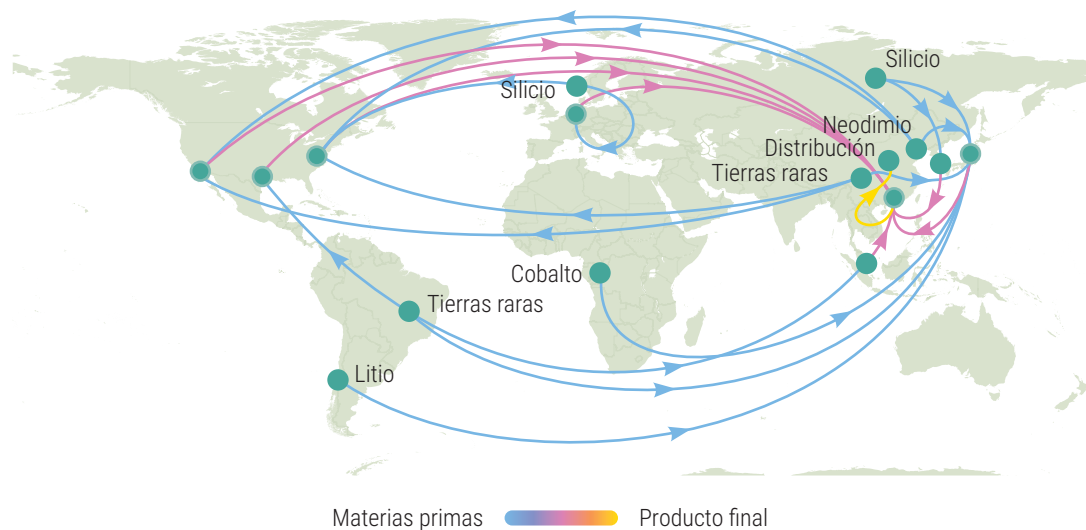 Silicio
Silicio
Neodimio
Distribución
Tierras raras
Cobalto
Tierras raras
Litio
Materias primas
Producto final